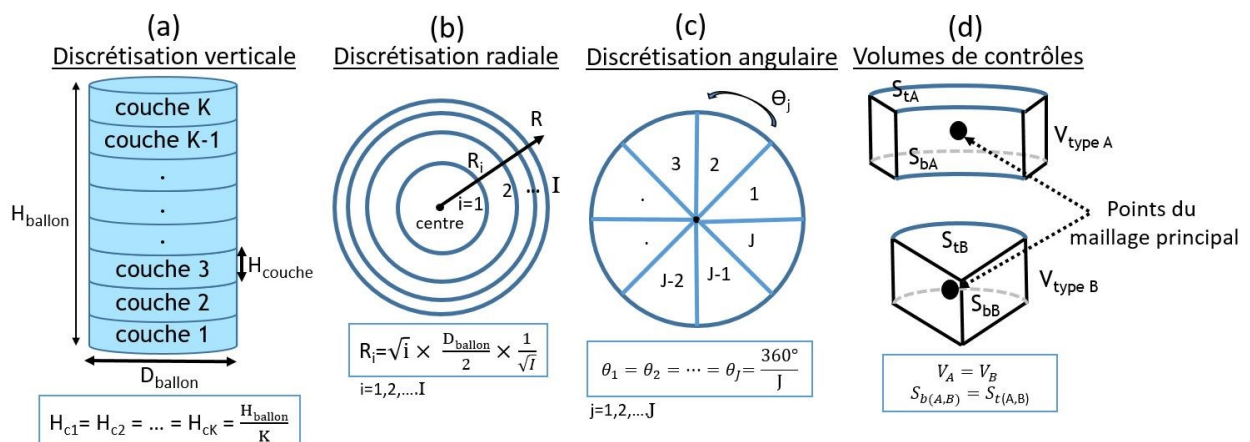 (a)
Discrétisation verticale
couche K
couche K-1
.
.
.
couche 3
couche 2
couche 1
H_ballon
H_couche
D_ballon
H_c1= H_c2 = ... = H_cK = H_ballon/K
(b)
Discrétisation radiale
R
R_i
i=1
2
...
I
centre
R_i=√i × D_ballon/2 × 1/√I
i=1,2,....I
(c)
Discrétisation angulaire
Θ_j
3
2
1
J
J-1
J-2
.
.
θ_1 = θ_2 = ⋯ = θ_J= 360°/J
j=1,2,...J
(d)
Volumes de contrôles
S_tA
S_bA
V_type A
Points du
maillage principal
S_tB
S_bB
V_type B
V_A = V_B
S_b(A,B) = S_t(A,B)